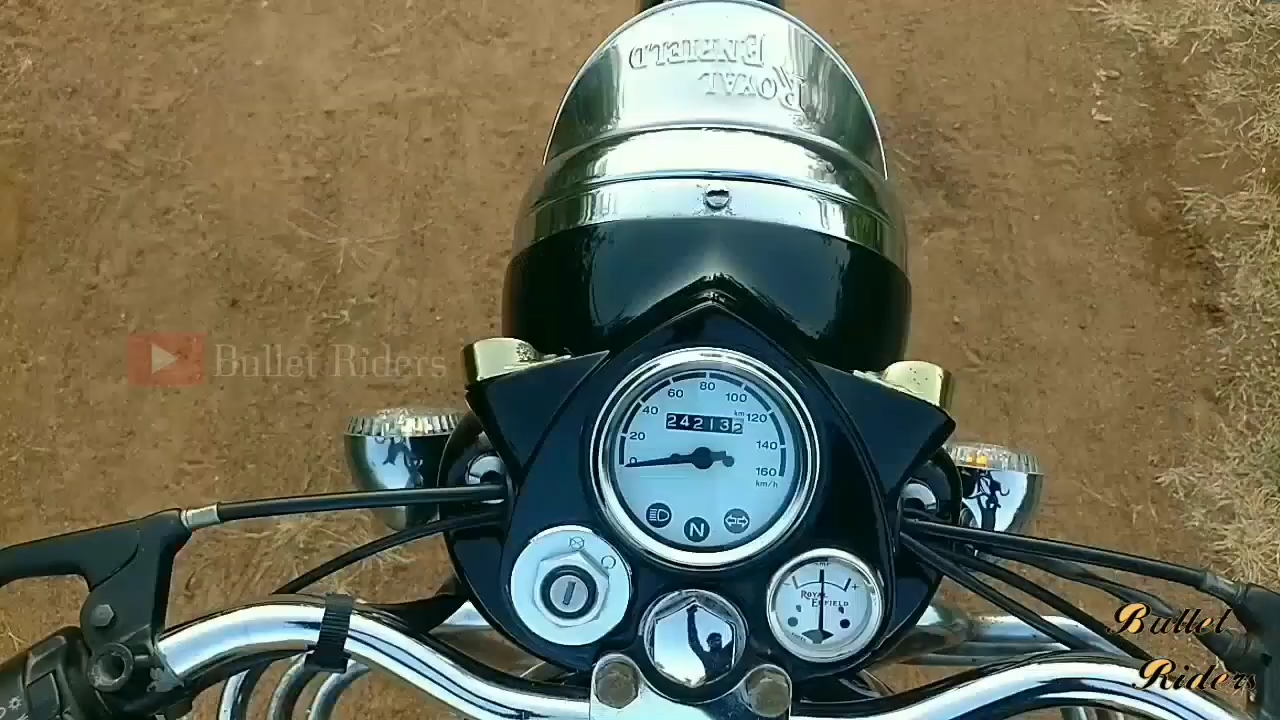 ROYAL
ENFIELD
60 80 100
40 km 120
24213
20 140
0 160
km/h
N
ROYAL
ENFIELD
Bullet Riders
Bullet
Riders